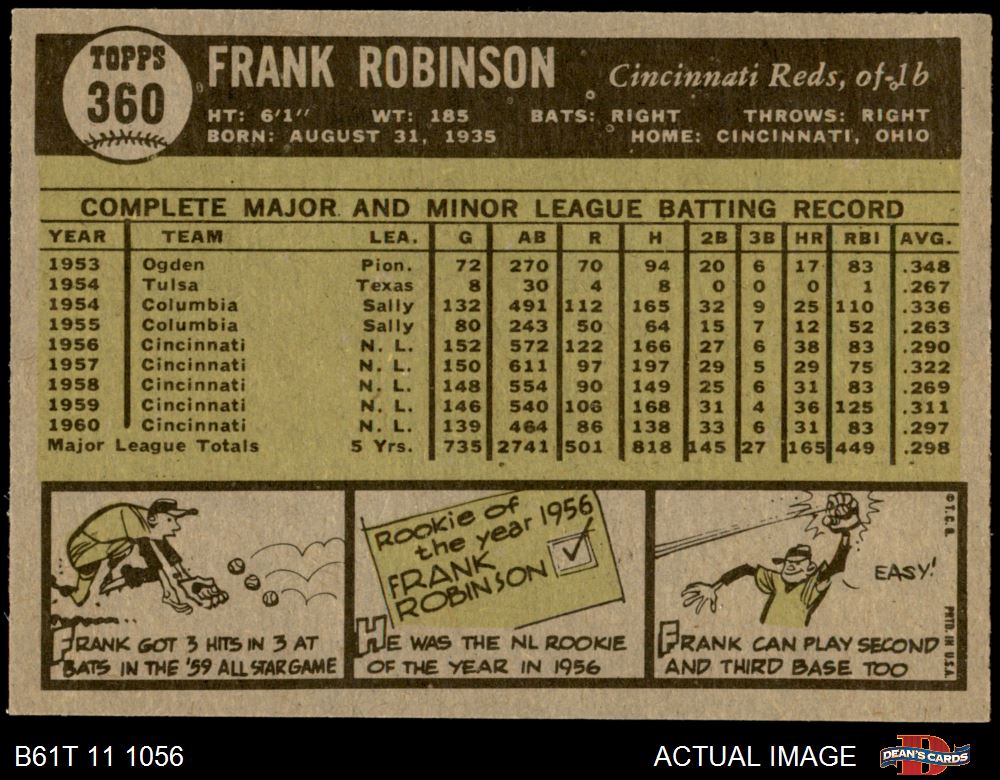 TOPPS
360
FRANK ROBINSON
Cincinnati Reds, of-1b
HT: 6'1" WT: 185 BATS: RIGHT THROWS: RIGHT
BORN: AUGUST 31, 1935 HOME: CINCINNATI, OHIO
COMPLETE MAJOR AND MINOR LEAGUE BATTING RECORD
YEAR TEAM LEA. G AB R H 2B 3B HR RBI AVG.
1953 Ogden Pion. 72 270 70 94 20 6 17 83 .348
1954 Tulsa Texas 8 30 4 8 0 0 0 1 .267
1954 Columbia Sally 132 491 112 165 32 9 25 110 .336
1955 Columbia Sally 80 243 50 64 15 7 12 52 .263
1956 Cincinnati N. L. 152 572 122 166 27 6 38 83 .290
1957 Cincinnati N. L. 150 611 97 197 29 5 29 75 .322
1958 Cincinnati N. L. 148 554 90 149 25 6 31 83 .269
1959 Cincinnati N. L. 146 540 106 168 31 4 36 125 .311
1960 Cincinnati N. L. 139 464 86 138 33 6 31 83 .297
Major League Totals 5 Yrs. 735 2741 501 818 145 27 165 449 .298
FRANK GOT 3 HITS IN 3 AT
BATS IN THE '59 ALL STAR GAME
Rookie of
the year 1956
FRANK
ROBINSON
HE WAS THE NL ROOKIE
OF THE YEAR IN 1956
EASY!
FRANK CAN PLAY SECOND
AND THIRD BASE TOO
© T.C.G.
PRTD. IN U.S.A.
B61T 11 1056
ACTUAL IMAGE
DEAN'S CARDS